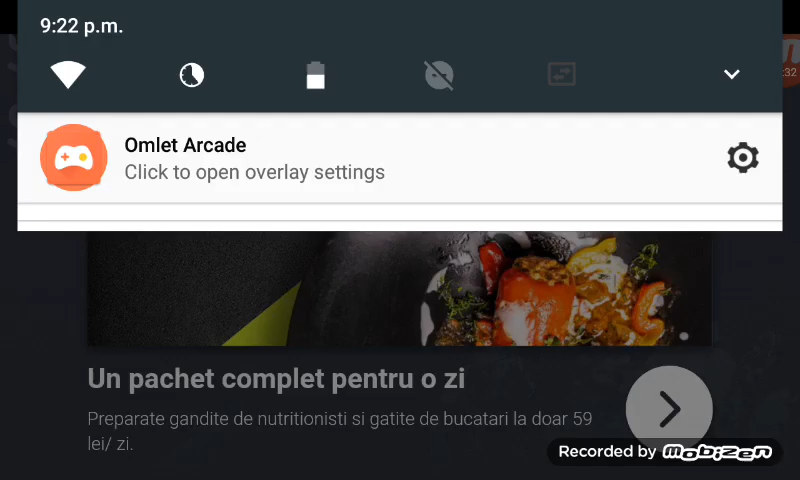 9:22 p.m.
:32
Omlet Arcade
Click to open overlay settings
Un pachet complet pentru o zi
Preparate gandite de nutritionisti si gatite de bucatari la doar 59
lei/ zi.
Recorded by mobizen